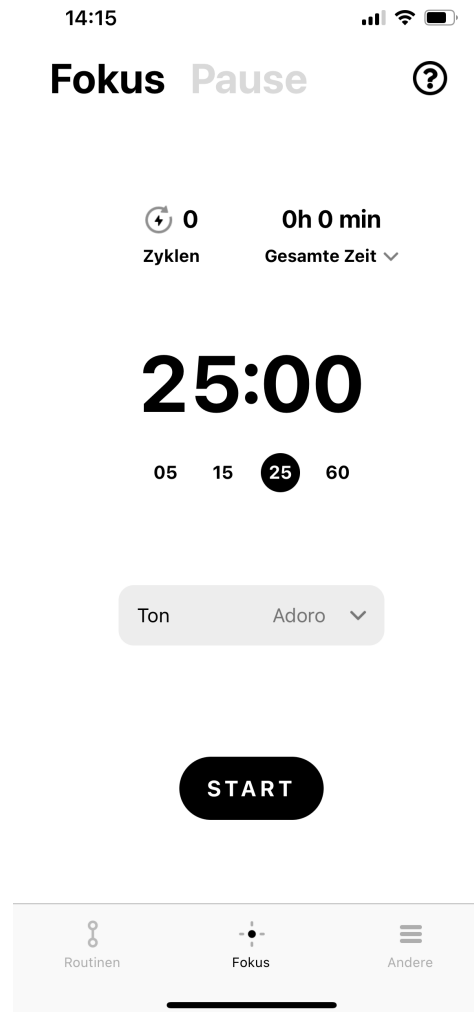 14:15
Fokus Pause
0 0h 0 min
Zyklen Gesamte Zeit
25:00
05 15 25 60
Ton Adoro
START
Routinen Fokus Andere